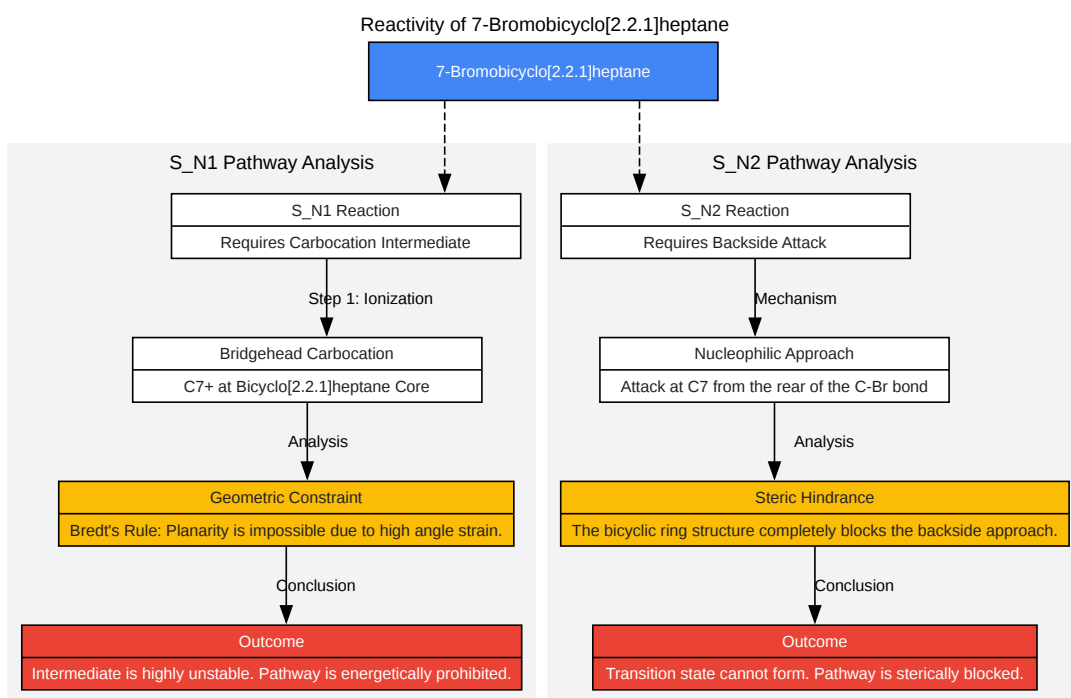 Reactivity of 7-Bromobicyclo[2.2.1]heptane
7-Bromobicyclo[2.2.1]heptane
S_N1 Pathway Analysis
S_N1 Reaction
Requires Carbocation Intermediate
Step 1: Ionization
Bridgehead Carbocation
C7+ at Bicyclo[2.2.1]heptane Core
Analysis
Geometric Constraint
Bredt's Rule: Planarity is impossible due to high angle strain.
Conclusion
Outcome
Intermediate is highly unstable. Pathway is energetically prohibited.
S_N2 Pathway Analysis
S_N2 Reaction
Requires Backside Attack
Mechanism
Nucleophilic Approach
Attack at C7 from the rear of the C-Br bond
Analysis
Steric Hindrance
The bicyclic ring structure completely blocks the backside approach.
Conclusion
Outcome
Transition state cannot form. Pathway is sterically blocked.